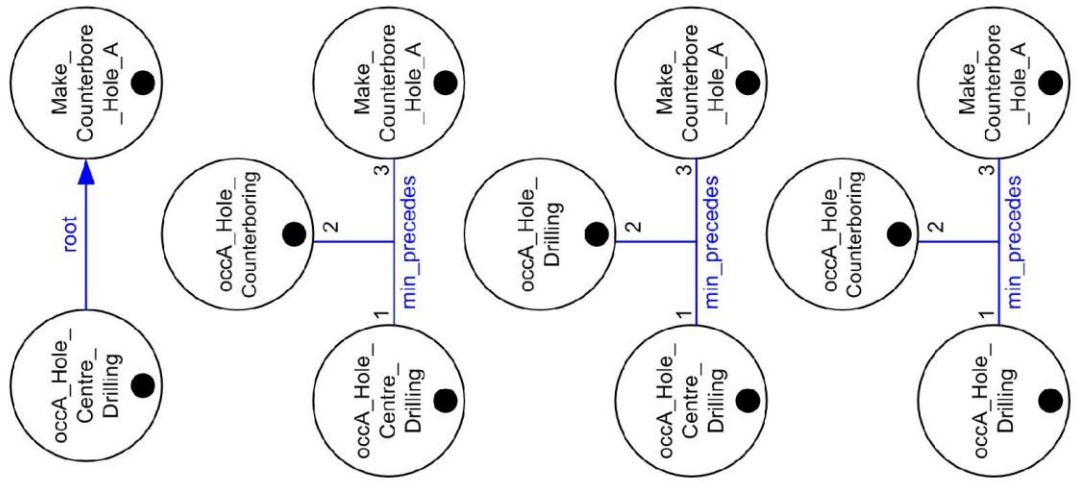 occA_Hole_
Centre_
Drilling
root
Make_
Counterbore
_Hole_A
occA_Hole_
Counterboring
2
occA_Hole_
Centre_
Drilling
1
3
min_precedes
Make_
Counterbore
_Hole_A
occA_Hole_
Drilling
2
occA_Hole_
Centre_
Drilling
1
3
min_precedes
Make_
Counterbore
_Hole_A
occA_Hole_
Counterboring
2
occA_Hole_
Drilling
1
3
min_precedes
Make_
Counterbore
_Hole_A